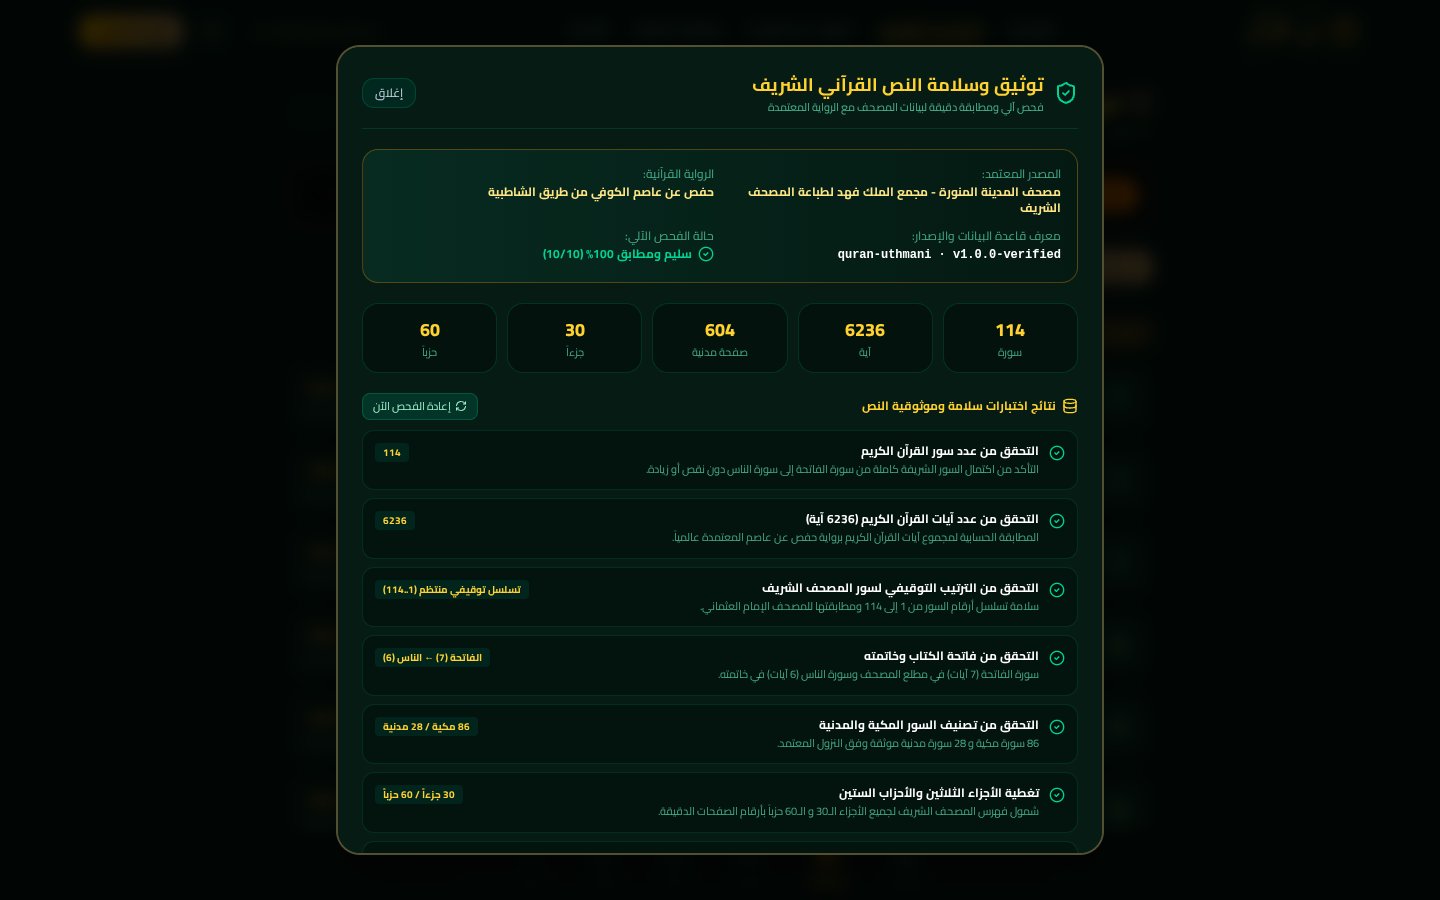 توثيق وسلامة النص القرآني الشريف
فحص آلي ومطابقة دقيقة لبيانات المصحف مع الرواية المعتمدة
إغلاق
المصدر المعتمد:
مصحف المدينة المنورة - مجمع الملك فهد لطباعة المصحف
الشريف
الرواية القرآنية:
حفص عن عاصم الكوفي من طريق الشاطبية
معرف قاعدة البيانات والإصدار:
quran-uthmani · v1.0.0-verified
حالة الفحص الآلي:
سليم ومطابق 100% (10/10)
114
سورة
6236
آية
604
صفحة مدنية
30
جزءاً
60
حزباً
نتائج اختبارات سلامة وموثوقية النص
إعادة الفحص الآن
التحقق من عدد سور القرآن الكريم
114
التأكد من اكتمال السور الشريفة كاملة من سورة الفاتحة إلى سورة الناس دون نقص أو زيادة.
التحقق من عدد آيات القرآن الكريم (6236 آية)
6236
المطابقة الحسابية لمجموع آيات القرآن الكريم برواية حفص عن عاصم المعتمدة عالمياً.
التحقق من الترتيب التوقيفي لسور المصحف الشريف
تسلسل توقيفي منتظم (1..114)
سلامة تسلسل أرقام السور من 1 إلى 114 ومطابقتها للمصحف الإمام العثماني.
التحقق من فاتحة الكتاب وخاتمته
الفاتحة (7) ← الناس (6)
سورة الفاتحة (7 آيات) في مطلع المصحف وسورة الناس (6 آيات) في خاتمته.
التحقق من تصنيف السور المكية والمدنية
86 مكية / 28 مدنية
86 سورة مكية و 28 سورة مدنية موثقة وفق النزول المعتمد.
تغطية الأجزاء الثلاثين والأحزاب الستين
30 جزءاً / 60 حزباً
شمول فهرس المصحف الشريف لجميع الأجزاء الـ30 و الـ60 حزباً بأرقام الصفحات الدقيقة.